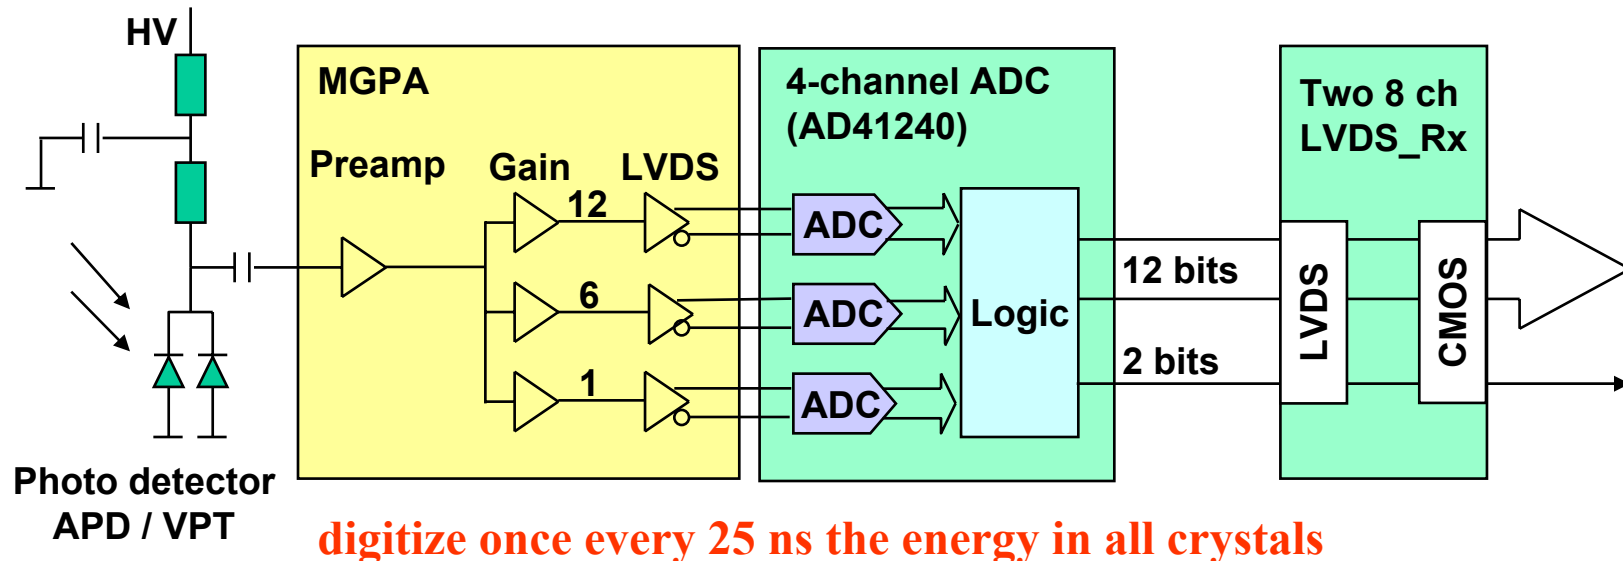 HV
MGPA
Preamp
Gain
LVDS
12
6
1
4-channel ADC
(AD41240)
ADC
ADC
ADC
Logic
12 bits
2 bits
Two 8 ch
LVDS_Rx
LVDS
CMOS
Photo detector
APD / VPT
digitize once every 25 ns the energy in all crystals